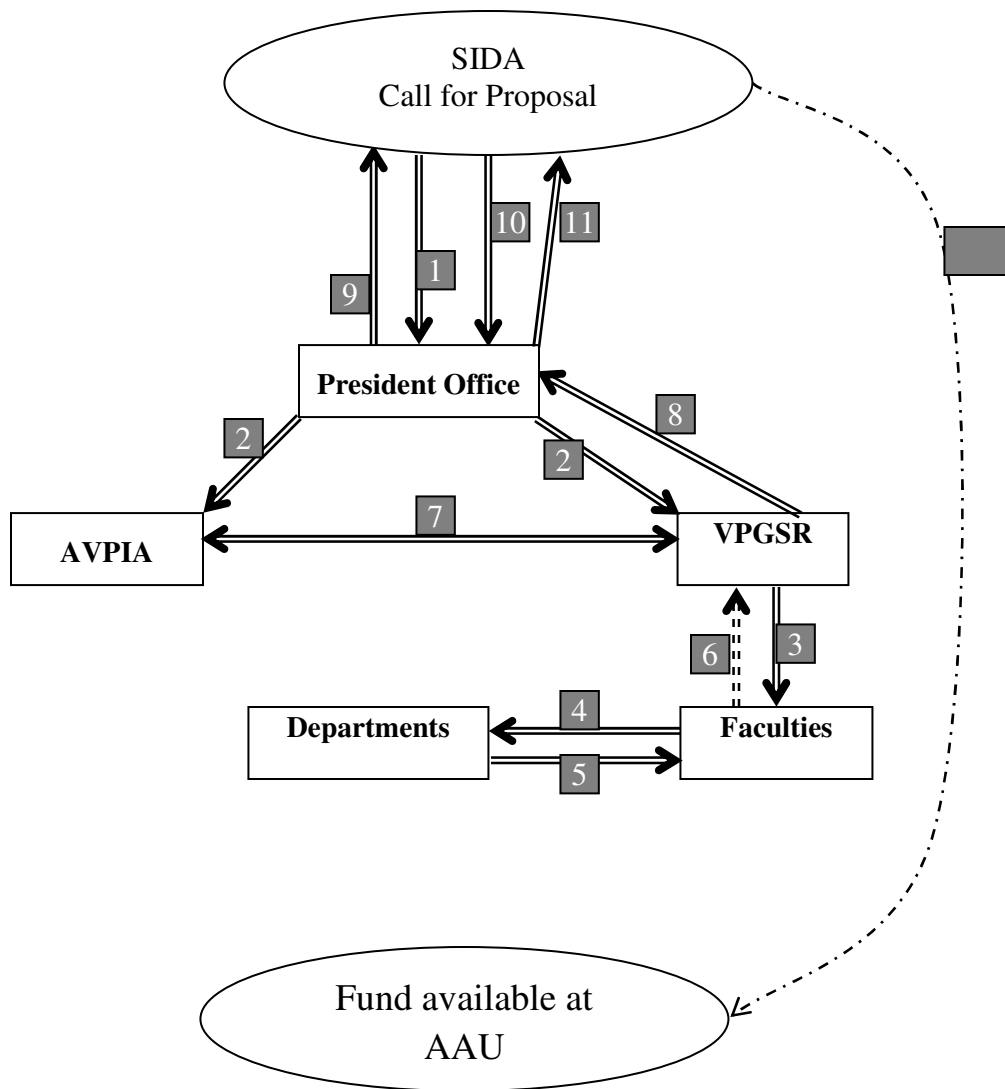 SIDA
Call for Proposal
10
11
1
9
President Office
8
2
2
7
AVPIA
VPGSR
6
3
4
Departments
Faculties
5
Fund available at
AAU